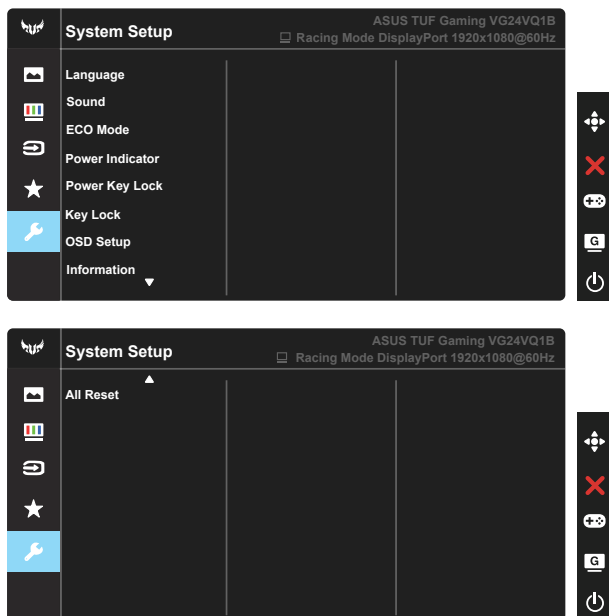 System Setup
ASUS TUF Gaming VG24VQ1B
Racing Mode DisplayPort 1920x1080@60Hz
Language
Sound
ECO Mode
Power Indicator
Power Key Lock
Key Lock
OSD Setup
Information
G
System Setup
ASUS TUF Gaming VG24VQ1B
Racing Mode DisplayPort 1920x1080@60Hz
All Reset
G